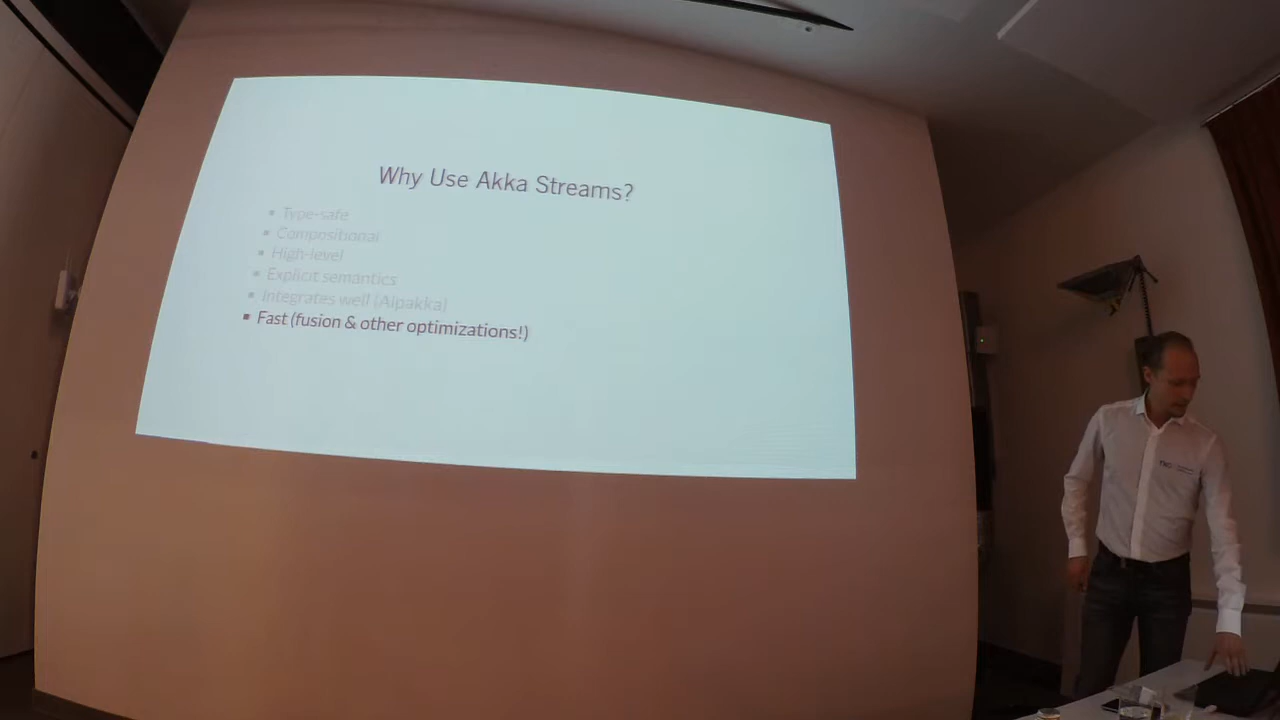 Why Use Akka Streams?
▪ Type-safe
▪ Compositional
▪ High-level
▪ Explicit semantics
▪ Integrates well (Alpakka)
▪ Fast (fusion & other optimizations!)